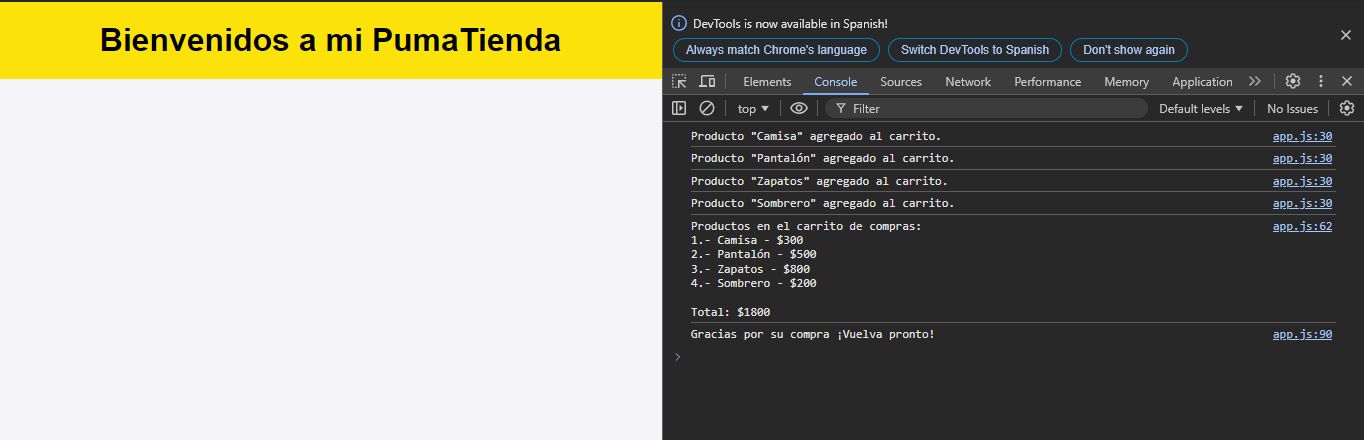 Bienvenidos a mi PumaTienda
DevTools is now available in Spanish!
Always match Chrome's language Switch DevTools to Spanish Don't show again
Elements Console Sources Network Performance Memory Application
top Filter Default levels No Issues
Producto "Camisa" agregado al carrito. app.js:30
Producto "Pantalón" agregado al carrito. app.js:30
Producto "Zapatos" agregado al carrito. app.js:30
Producto "Sombrero" agregado al carrito. app.js:30
Productos en el carrito de compras: app.js:62
1.- Camisa - $300
2.- Pantalón - $500
3.- Zapatos - $800
4.- Sombrero - $200
Total: $1800
Gracias por su compra ¡Vuelva pronto! app.js:90